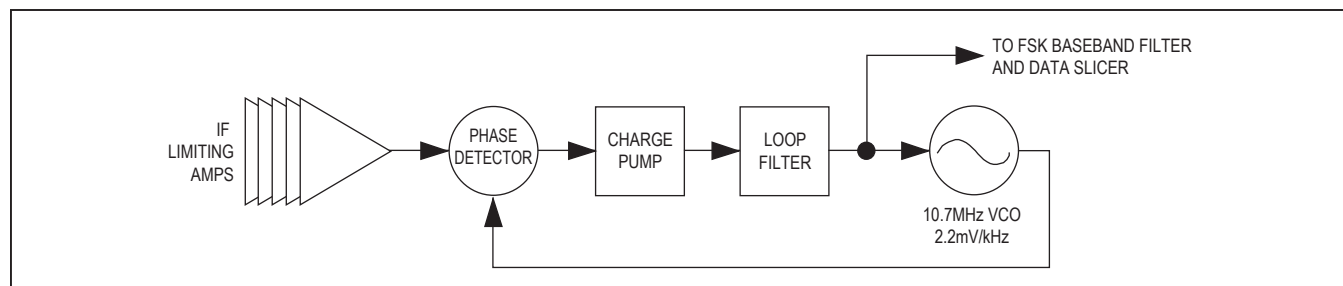 TO FSK BASEBAND FILTER
AND DATA SLICER
IF
LIMITING
AMPS
PHASE
DETECTOR
CHARGE
PUMP
LOOP
FILTER
10.7MHz VCO
2.2mV/kHz